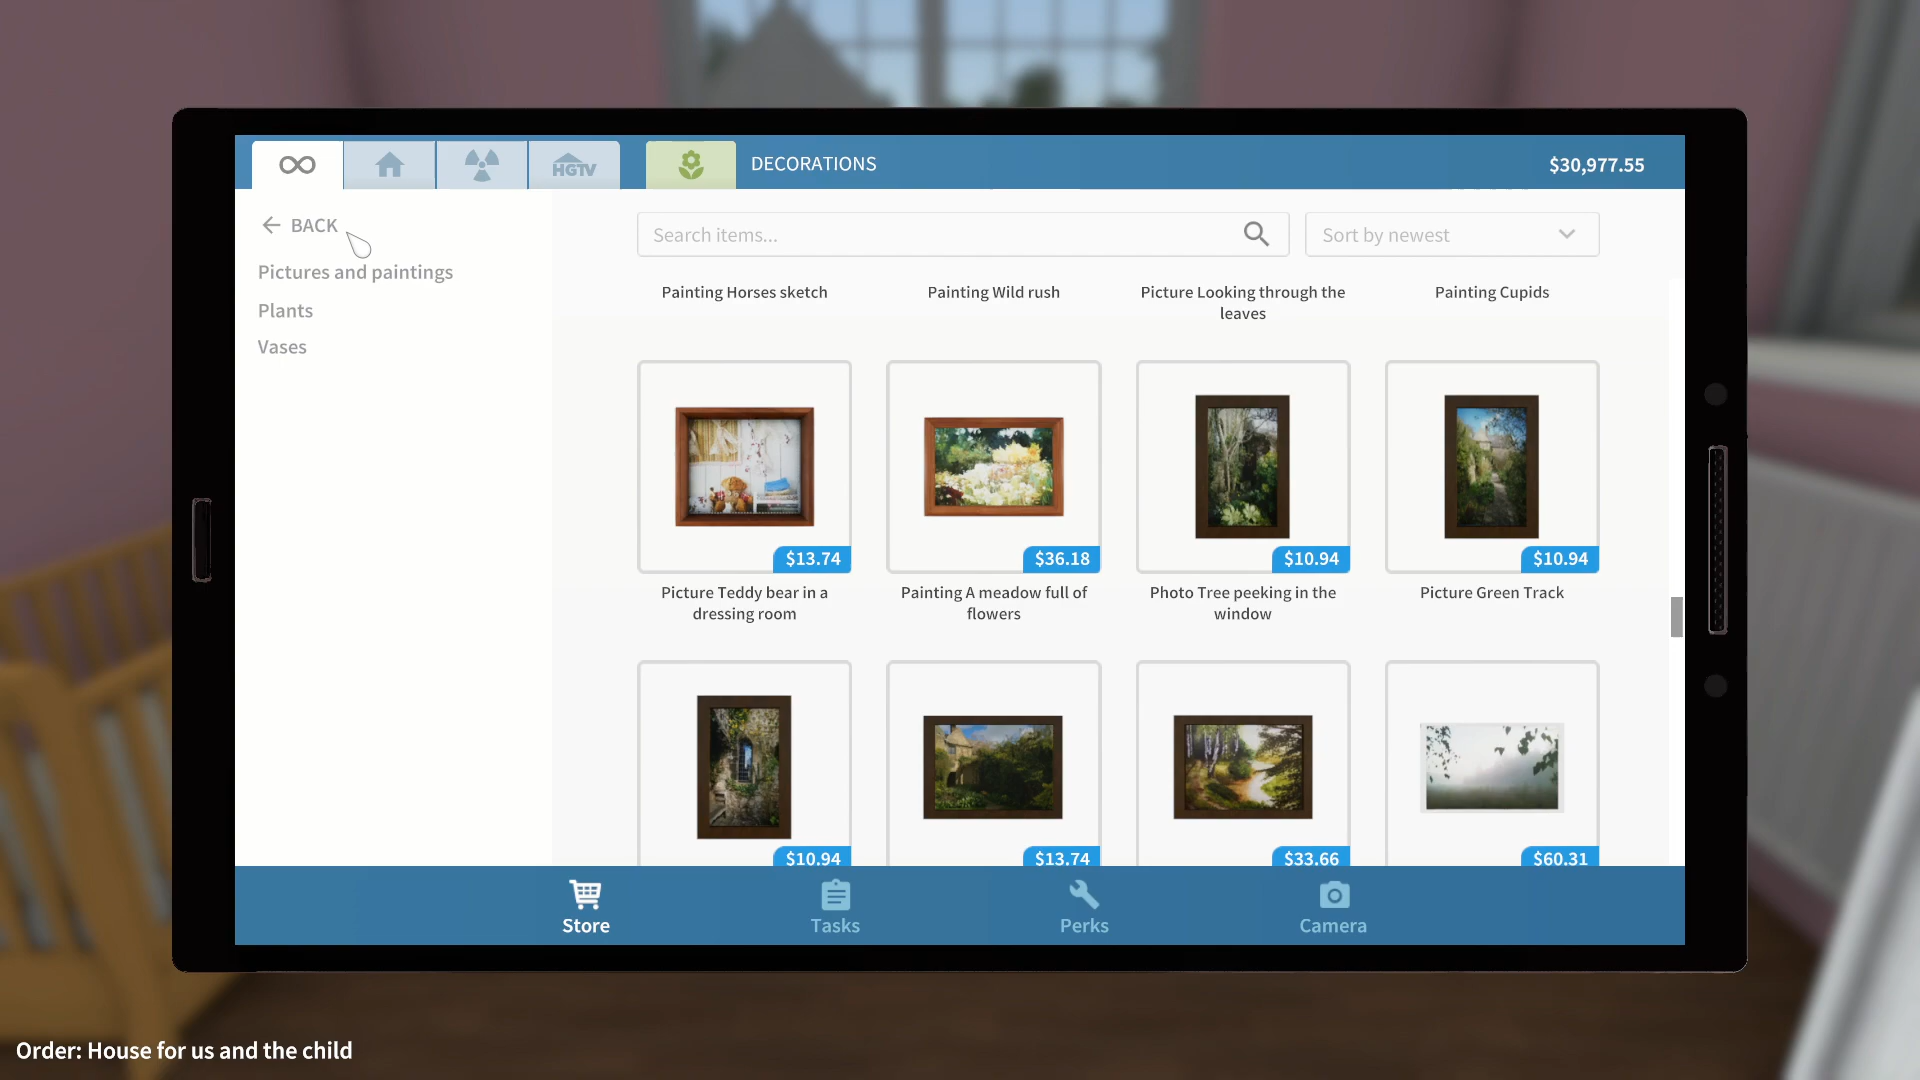 HGTV
DECORATIONS
$30,977.55
BACK
Search items...
Sort by newest
Pictures and paintings
Plants
Vases
Painting Horses sketch
Painting Wild rush
Picture Looking through the
leaves
Painting Cupids
$13.74
$36.18
$10.94
$10.94
Picture Teddy bear in a
dressing room
Painting A meadow full of
flowers
Photo Tree peeking in the
window
Picture Green Track
$10.94
$13.74
$33.66
$60.31
Store
Tasks
Perks
Camera
Order: House for us and the child